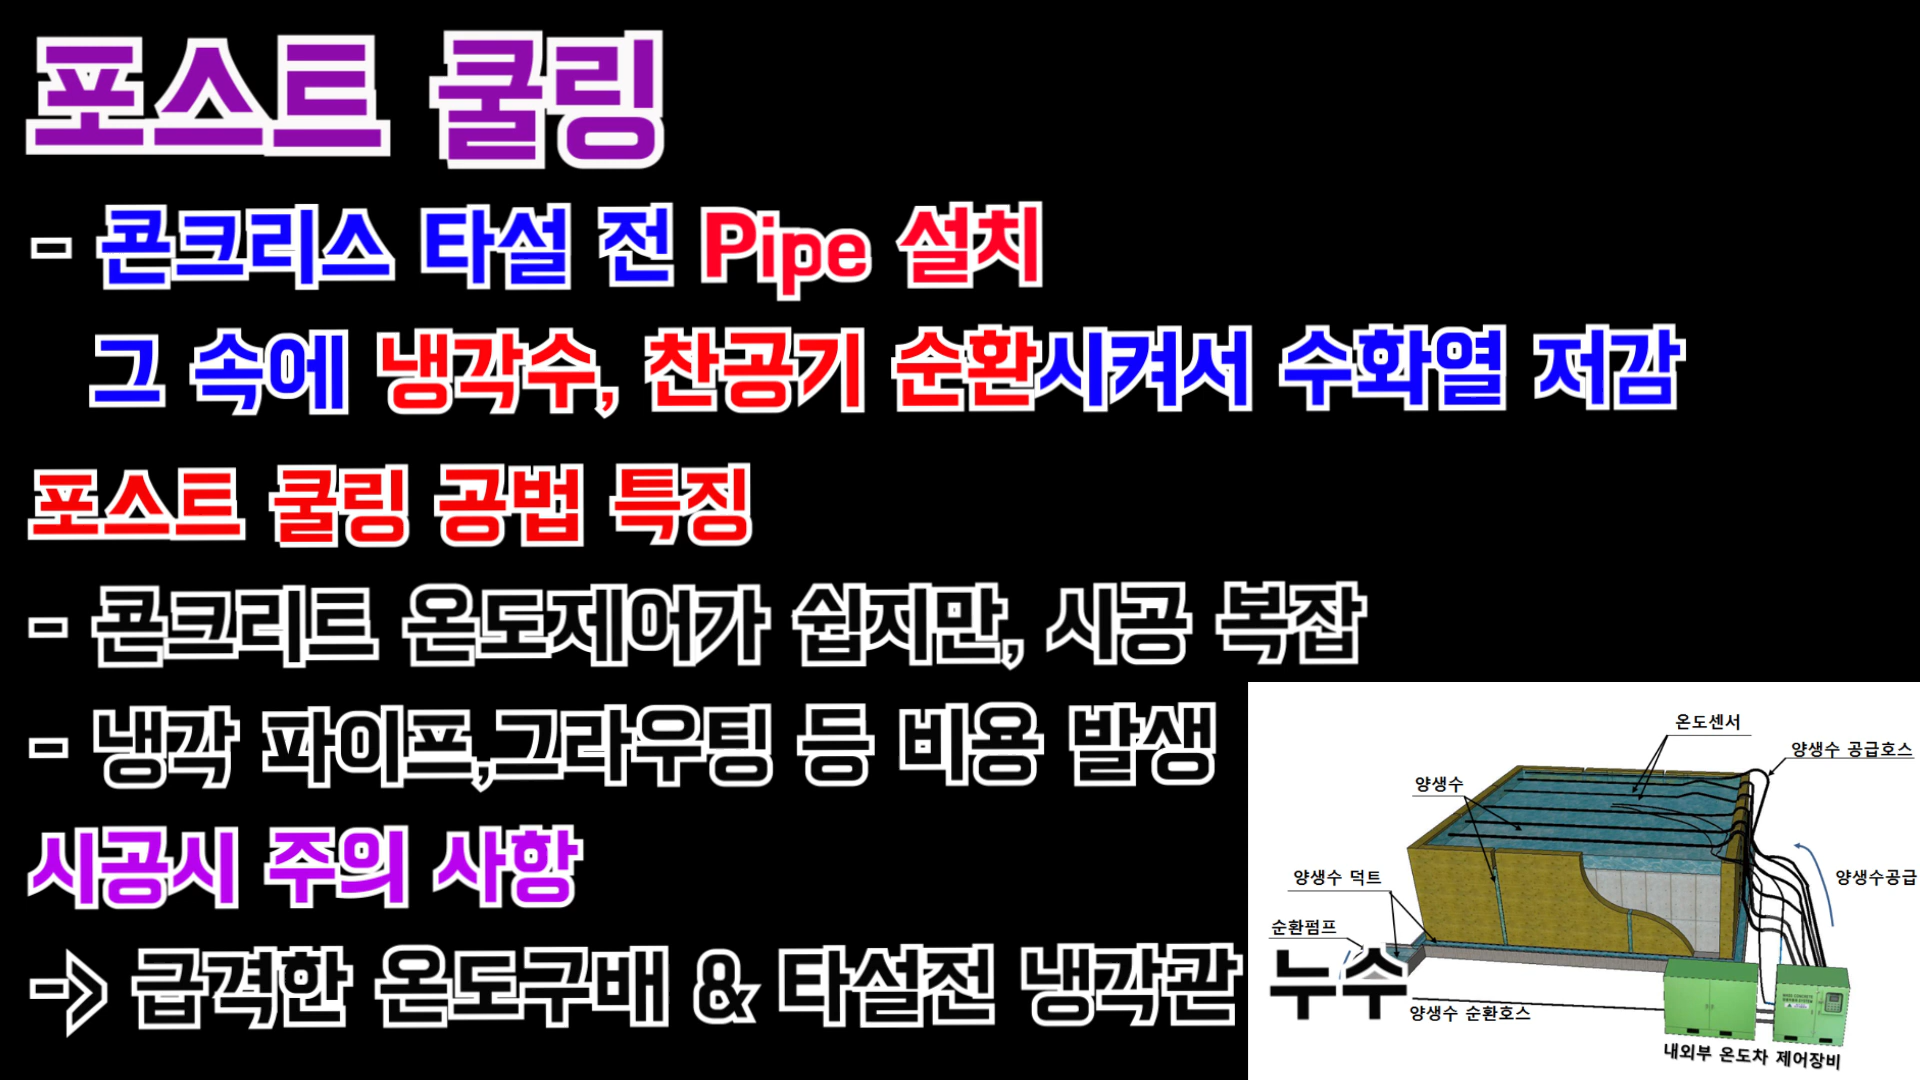 포스트 쿨링
- 콘크리스 타설 전 Pipe 설치
그 속에 냉각수, 찬공기 순환시켜서 수화열 저감
포스트 쿨링 공법 특징
- 콘크리트 온도제어가 쉽지만, 시공 복잡
- 냉각 파이프,그라우팅 등 비용 발생
시공시 주의 사항
-> 급격한 온도구배 & 타설전 냉각콴 누수
온도센서
양생수 공급호스
양생수
양생수 덕트
양생수공급
순환펌프
양생수 순환호스
내외부 온도차 제어장비